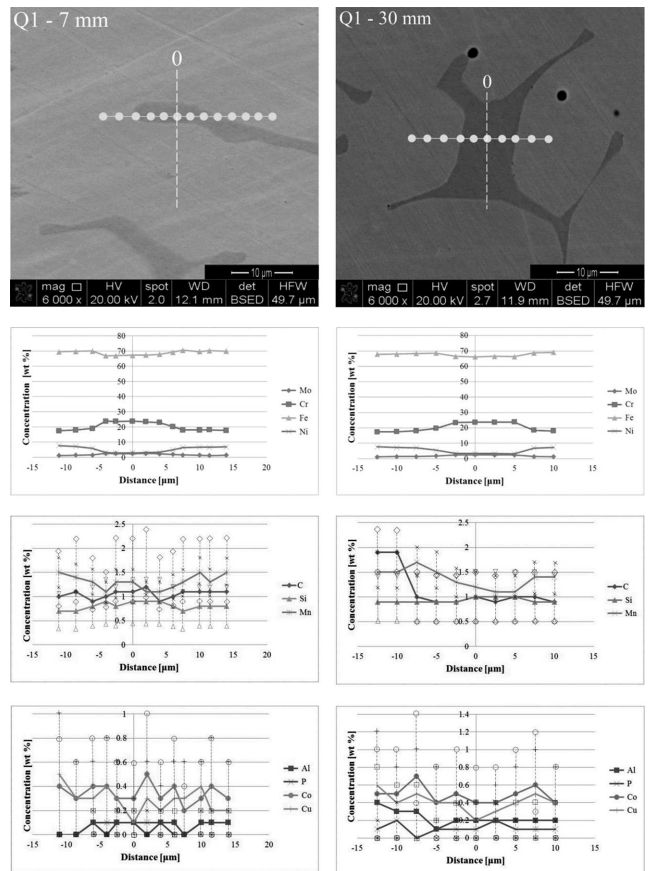 Q1 - 7 mm
0
10 µm
mag HV spot WD det HFW
6 000 x 20.00 kV 2.0 12.1 mm BSED 49.7 µm
Q1 - 30 mm
0
10 µm
mag HV spot WD det HFW
6 000 x 20.00 kV 2.7 11.9 mm BSED 49.7 µm
Concentration [wt %]
80
70
60
50
40
30
20
10
0
-15 -10 -5 0 5 10 15 20
Distance [µm]
Mo
Cr
Fe
Ni
Concentration [wt %]
80
70
60
50
40
30
20
10
0
-15 -10 -5 0 5 10
Distance [µm]
Mo
Cr
Fe
Ni
Concentration [wt %]
2.5
2
1.5
1
0.5
0
-15 -10 -5 0 5 10 15 20
Distance [µm]
C
Si
Mn
Concentration [wt %]
2.5
2
1.5
1
0.5
0
-15 -10 -5 0 5 10
Distance [µm]
C
Si
Mn
Concentration [wt %]
1
0.8
0.6
0.4
0.2
0
-15 -10 -5 0 5 10 15 20
Distance [µm]
Al
P
Co
Cu
Concentration [wt %]
1.4
1.2
1
0.8
0.6
0.4
0.2
0
-15 -10 -5 0 5 10
Distance [µm]
Al
P
Co
Cu